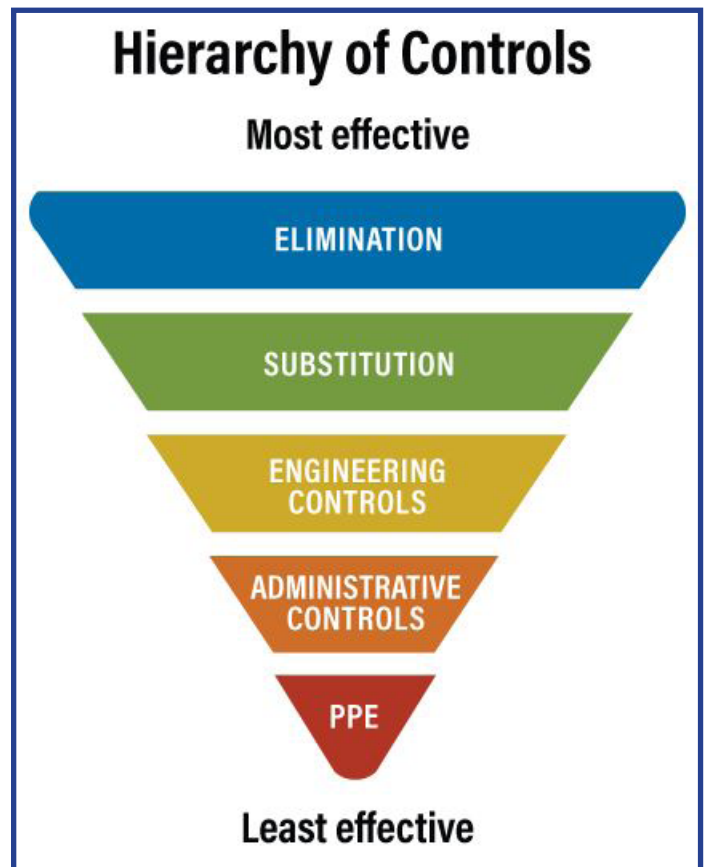 Hierarchy of Controls
Most effective
ELIMINATION
SUBSTITUTION
ENGINEERING
CONTROLS
ADMINISTRATIVE
CONTROLS
PPE
Least effective